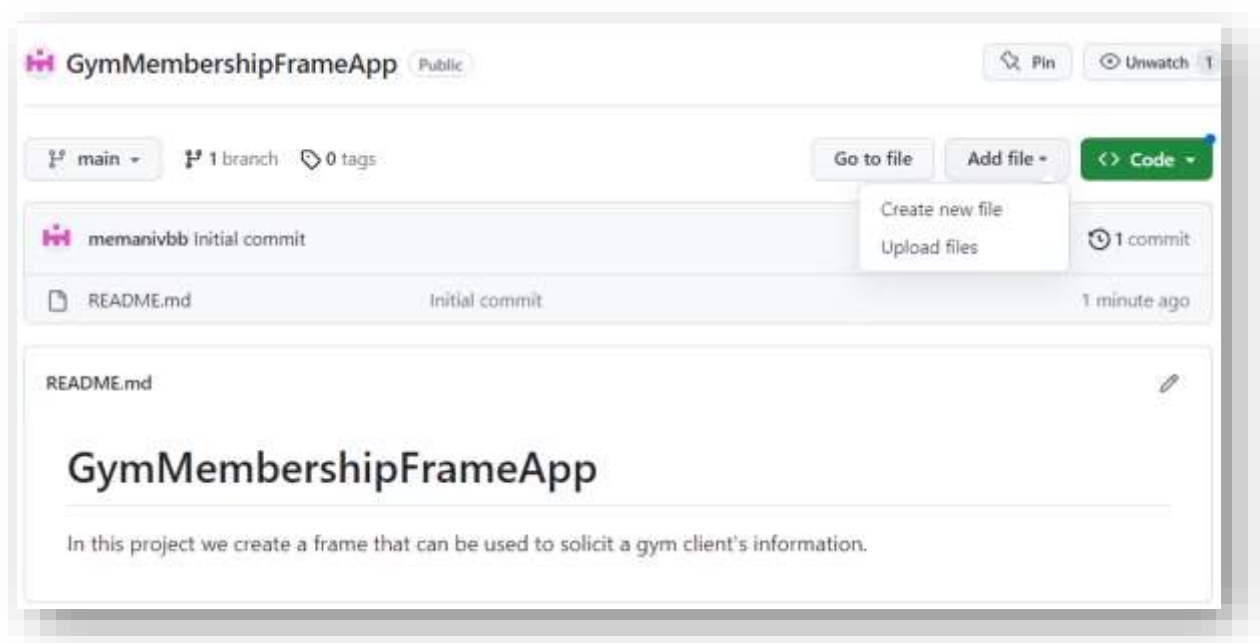 GymMembershipFrameApp Public Pin Unwatch 1
main 1 branch 0 tags Go to file Add file Code
Create new file
Upload files
memanivbb Initial commit 1 commit
README.md Initial commit 1 minute ago
README.md
GymMembershipFrameApp
In this project we create a frame that can be used to solicit a gym client's information.